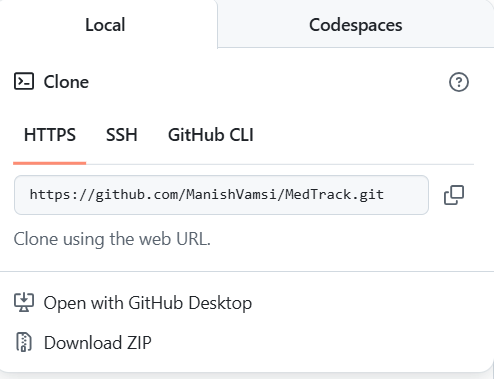 Local Codespaces
Clone
HTTPS SSH GitHub CLI
https://github.com/ManishVamsi/MedTrack.git
Clone using the web URL.
Open with GitHub Desktop
Download ZIP